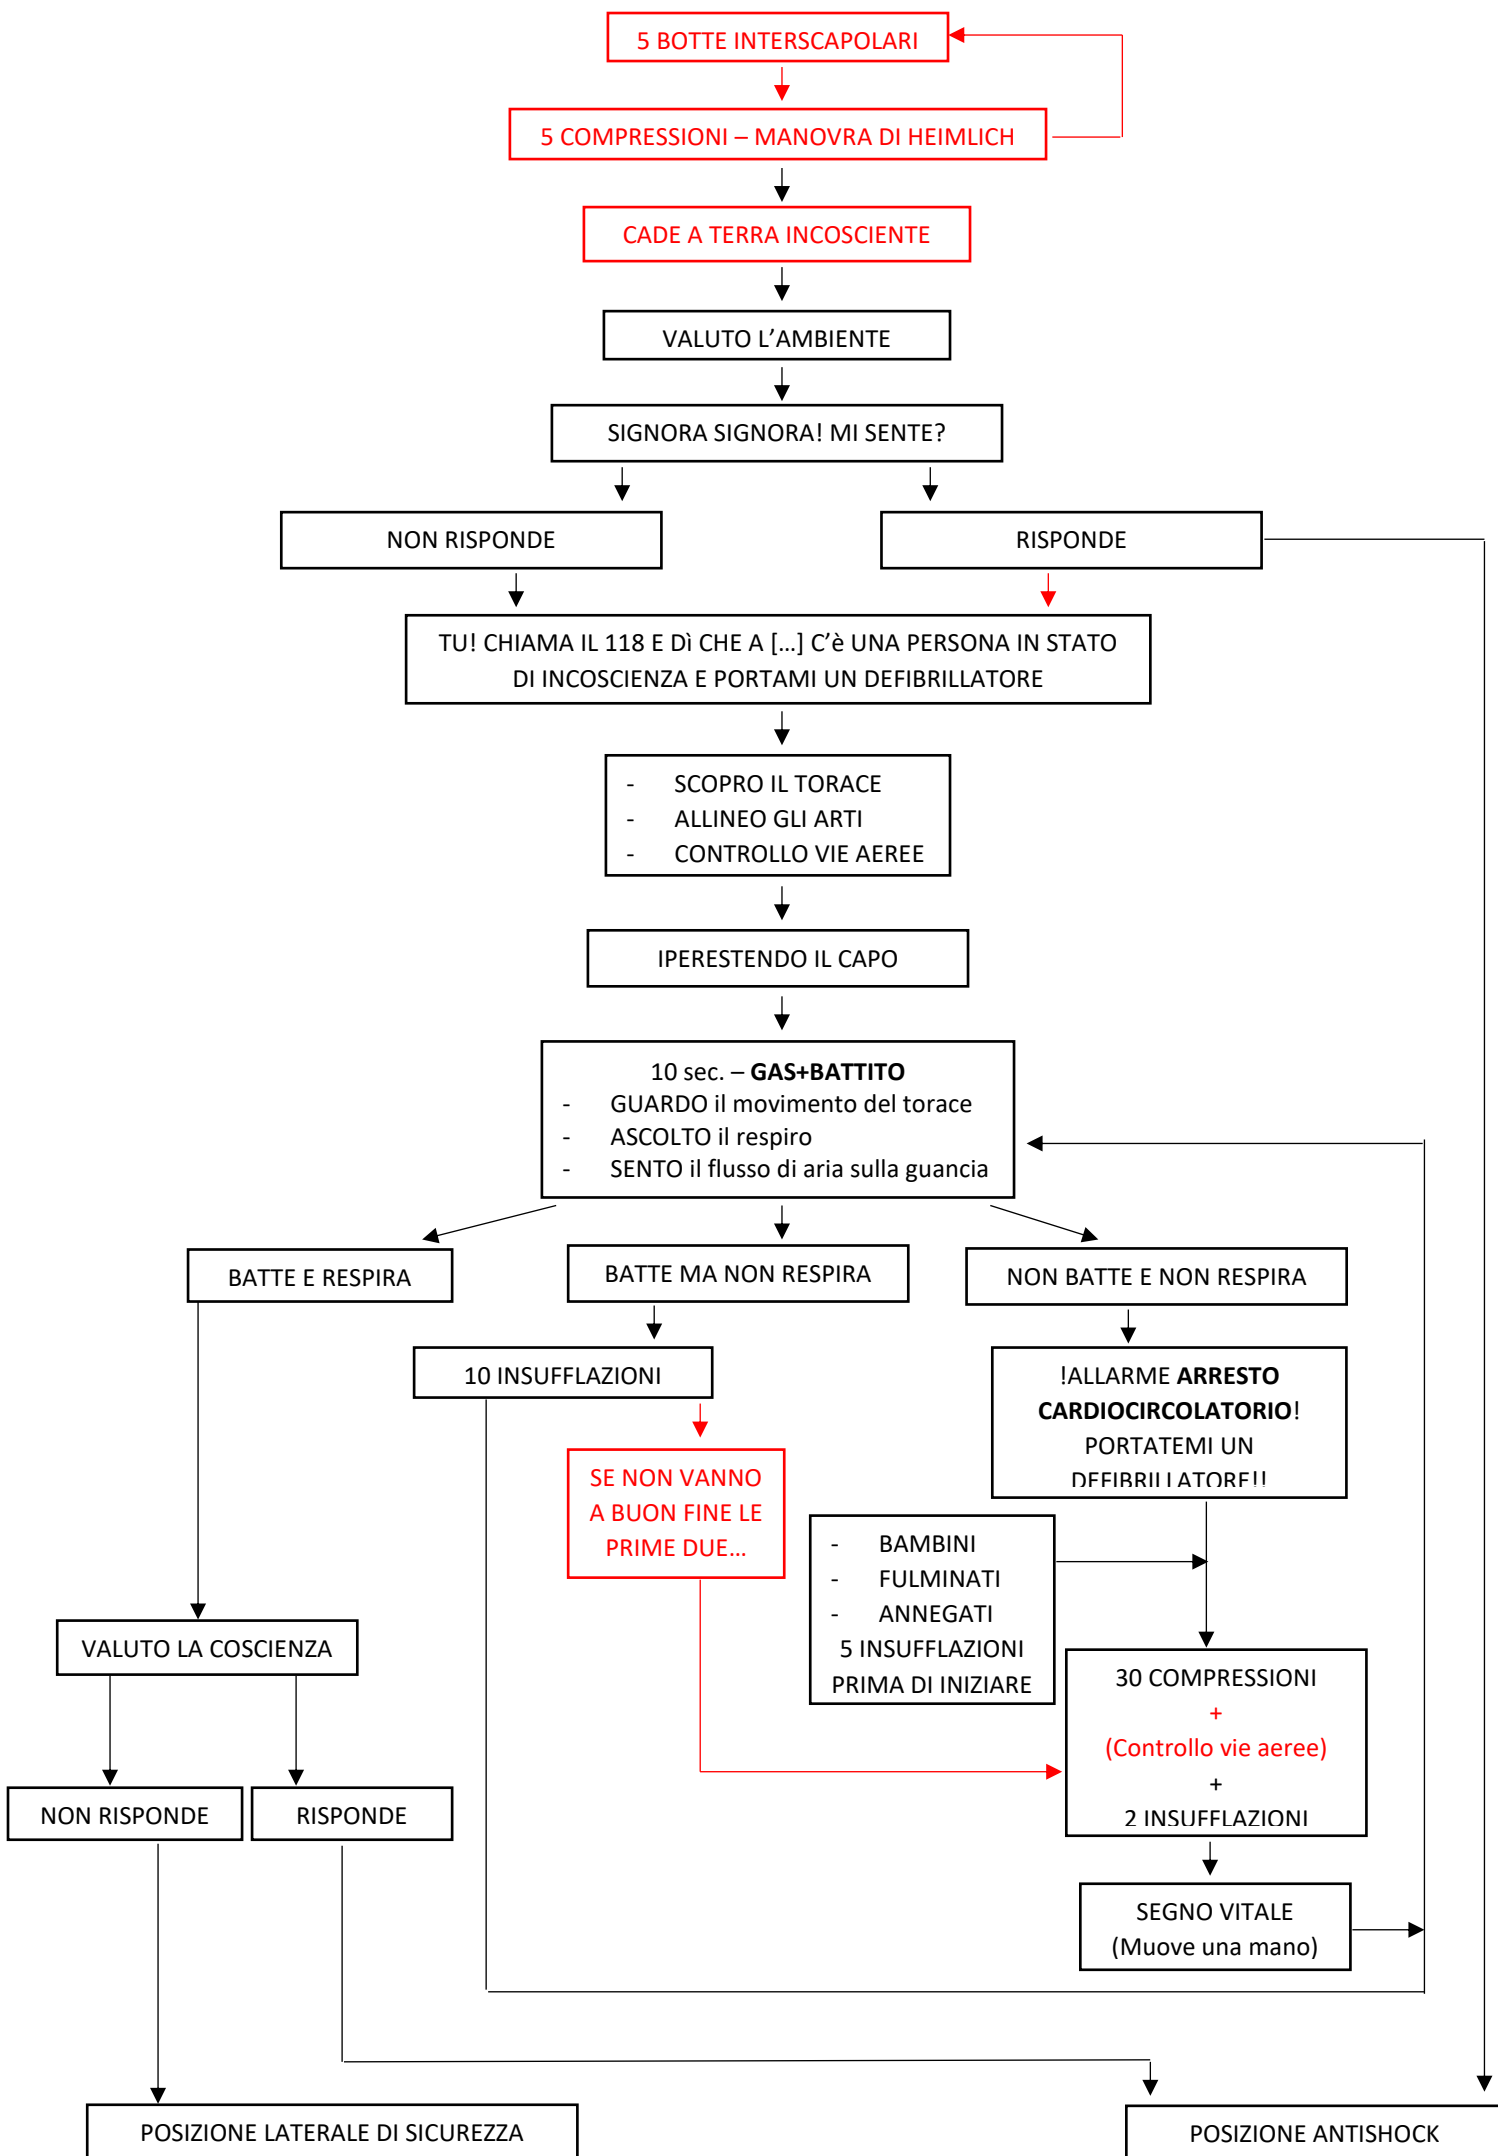 5 BOTTE INTERSCAPOLARI
5 COMPRESSIONI – MANOVRA DI HEIMLICH
CADE A TERRA INCOSCIENTE
VALUTO L’AMBIENTE
SIGNORA SIGNORA! MI SENTE?
NON RISPONDE
RISPONDE
TU! CHIAMA IL 118 E Dì CHE A [...] C’è UNA PERSONA IN STATO
DI INCOSCIENZA E PORTAMI UN DEFIBRILLATORE
- SCOPRO IL TORACE
- ALLINEO GLI ARTI
- CONTROLLO VIE AEREE
IPERESTENDO IL CAPO
10 sec. – GAS+BATTITO
- GUARDO il movimento del torace
- ASCOLTO il respiro
- SENTO il flusso di aria sulla guancia
BATTE E RESPIRA
BATTE MA NON RESPIRA
NON BATTE E NON RESPIRA
10 INSUFFLAZIONI
!ALLARME ARRESTO
CARDIOCIRCOLATORIO!
PORTATEMI UN
DEFIBRILLATORE!!
SE NON VANNO
A BUON FINE LE
PRIME DUE...
- BAMBINI
- FULMINATI
- ANNEGATI
5 INSUFFLAZIONI
PRIMA DI INIZIARE
VALUTO LA COSCIENZA
30 COMPRESSIONI
+
(Controllo vie aeree)
+
2 INSUFFLAZIONI
NON RISPONDE
RISPONDE
SEGNO VITALE
(Muove una mano)
POSIZIONE LATERALE DI SICUREZZA
POSIZIONE ANTISHOCK